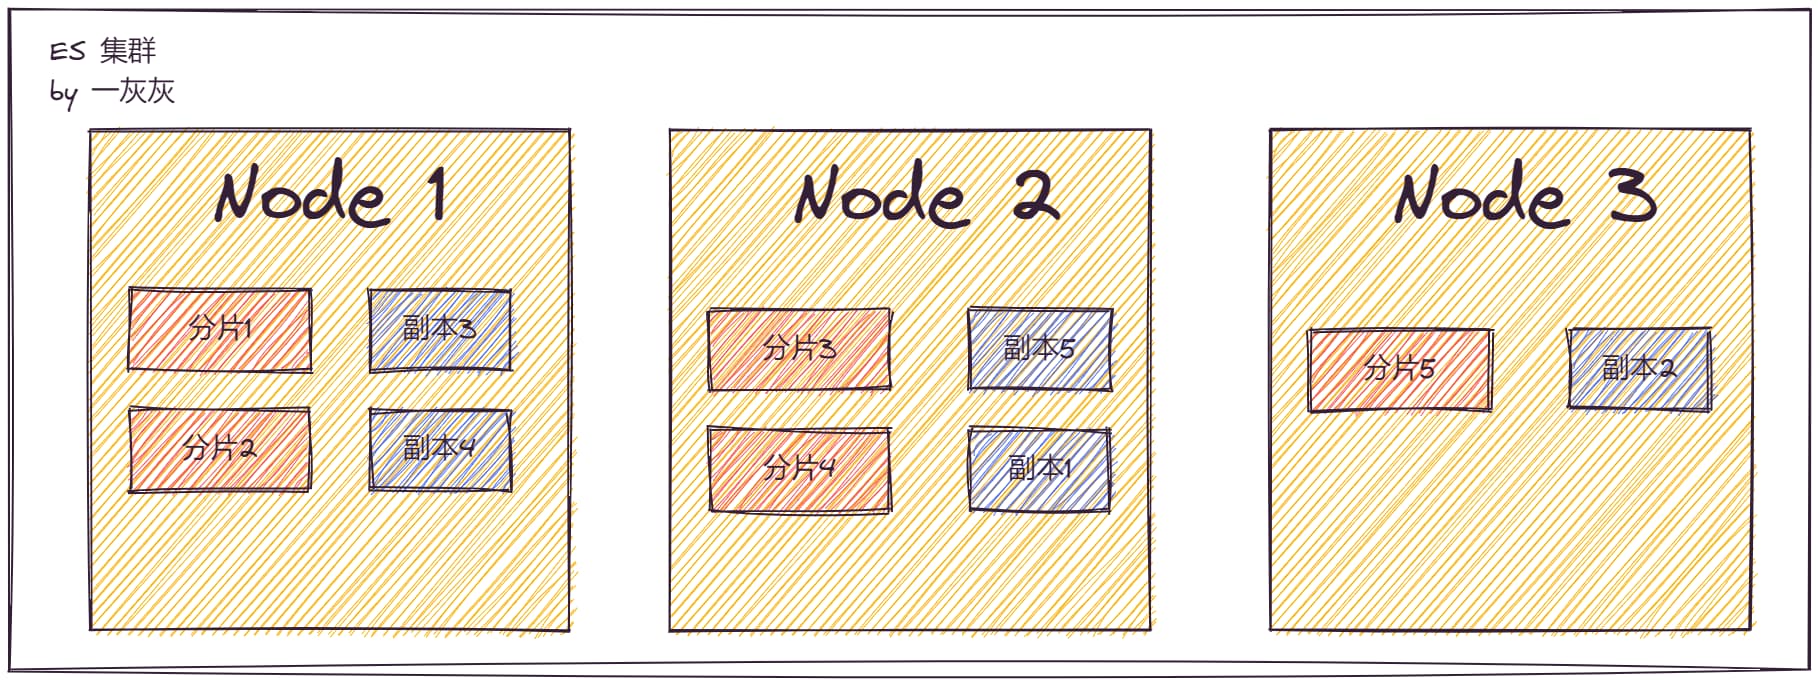 ES 集群
by 一灰灰
Node 1
分片1
副本3
分片2
副本4
Node 2
分片3
副本5
分片4
副本1
Node 3
分片5
副本2